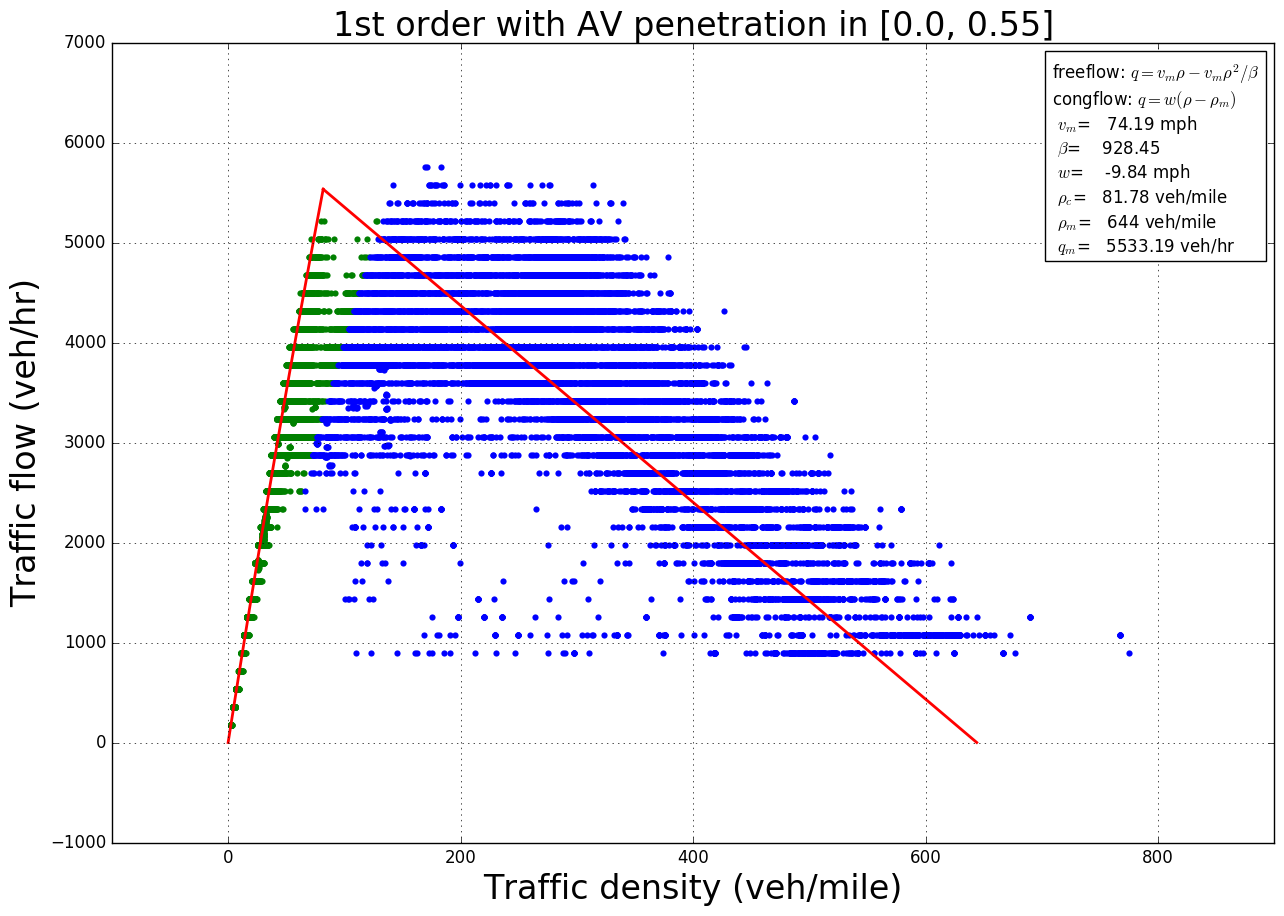 1st order with AV penetration in [0.0, 0.55]
7000
6000
5000
4000
3000
2000
1000
0
−1000
Traffic flow (veh/hr)
freeflow: q = v_m ρ − v_m ρ²/β
congflow: q = w(ρ − ρ_m)
v_m= 74.19 mph
β= 928.45
w= -9.84 mph
ρ_c= 81.78 veh/mile
ρ_m= 644 veh/mile
q_m= 5533.19 veh/hr
0 200 400 600 800
Traffic density (veh/mile)